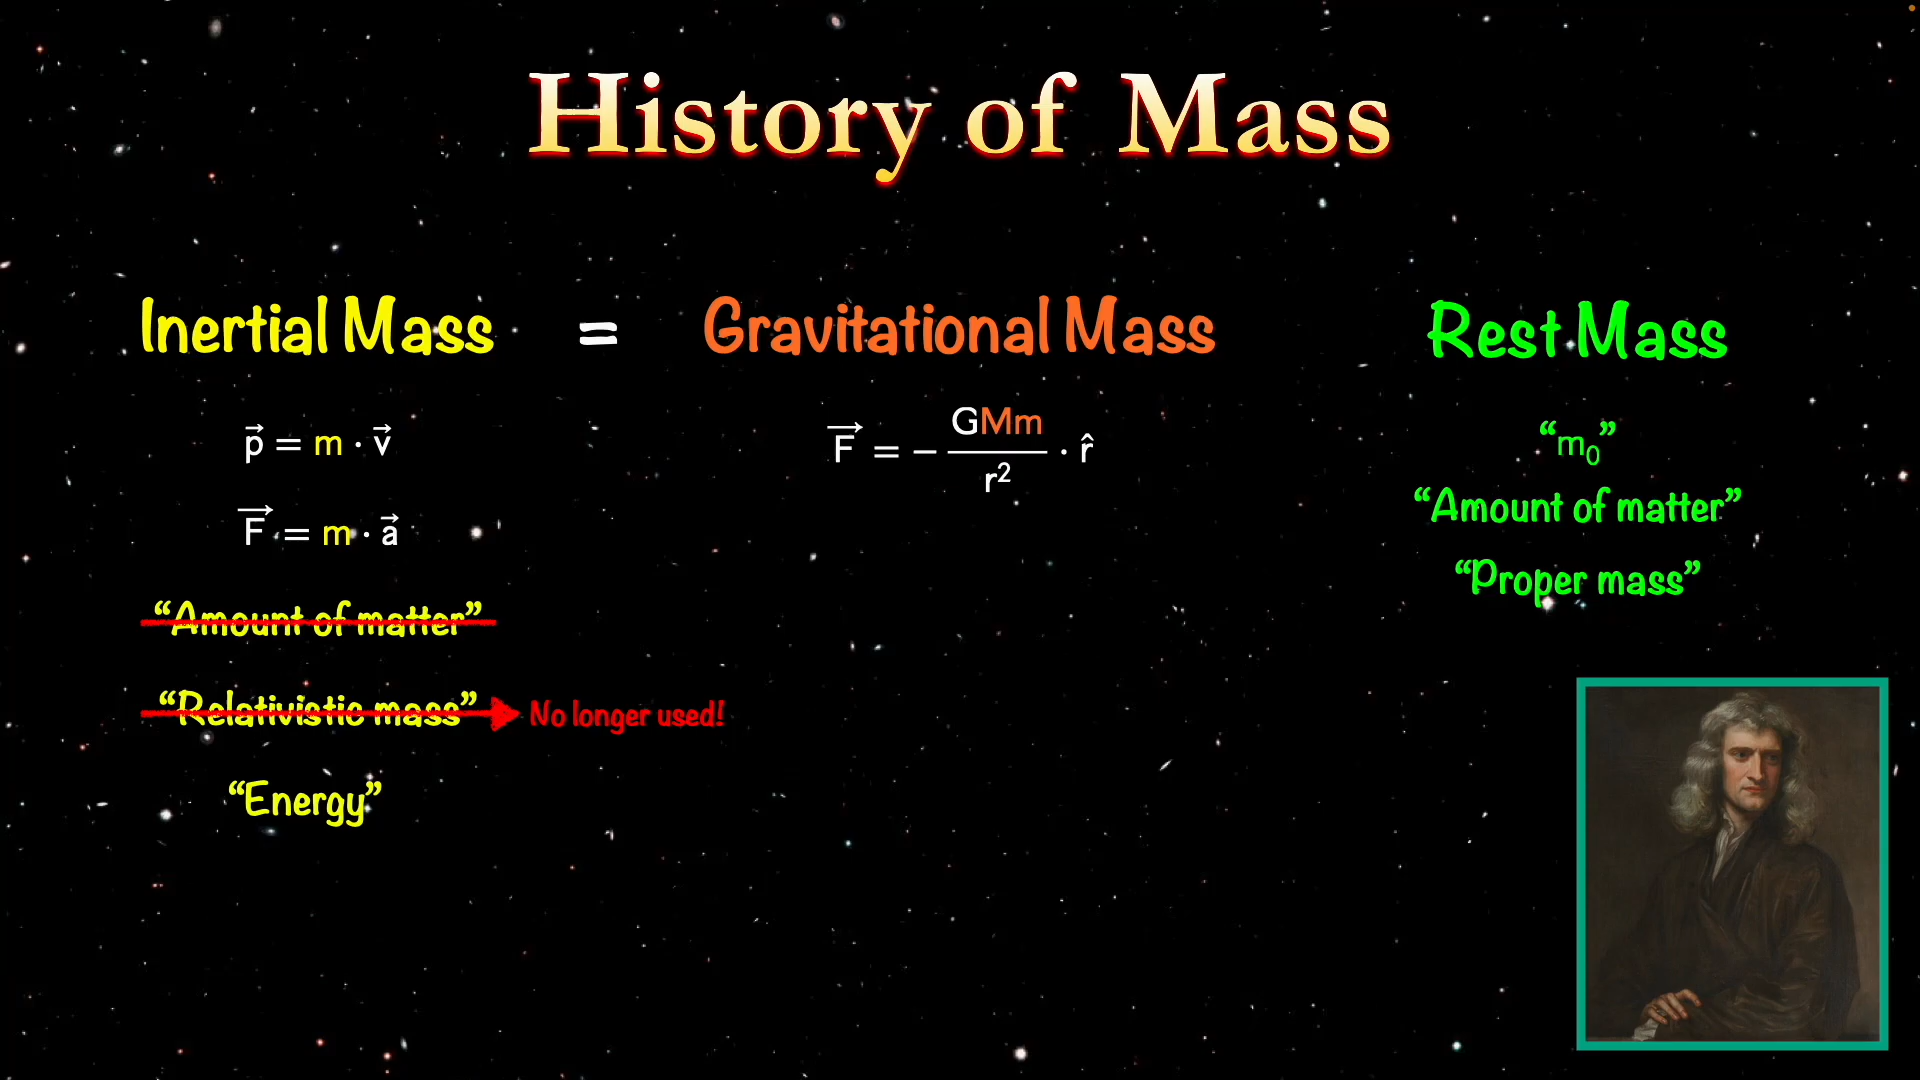 History of Mass
Inertial Mass = Gravitational Mass
Rest Mass
p⃗ = m · v⃗
F⃗ = m · a⃗
“Amount of matter”
“Relativistic mass” No longer used!
“Energy”
F⃗ = − GMm / r² · r̂
“m₀”
“Amount of matter”
“Proper mass”